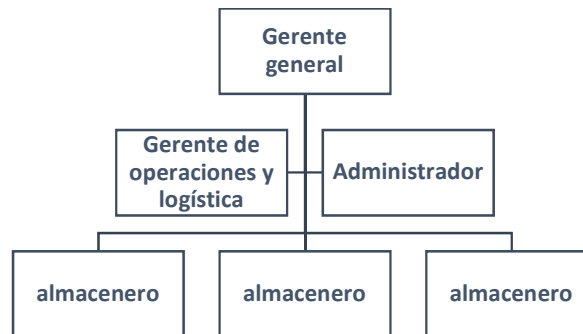 Gerente
general
Gerente de
operaciones y
logística
Administrador
almacenero
almacenero
almacenero